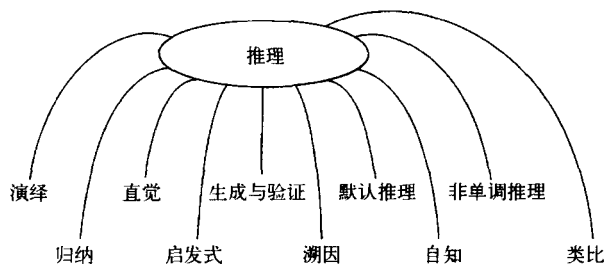 推理
演绎
直觉
生成与验证
默认推理
非单调推理
归纳
启发式
溯因
自知
类比